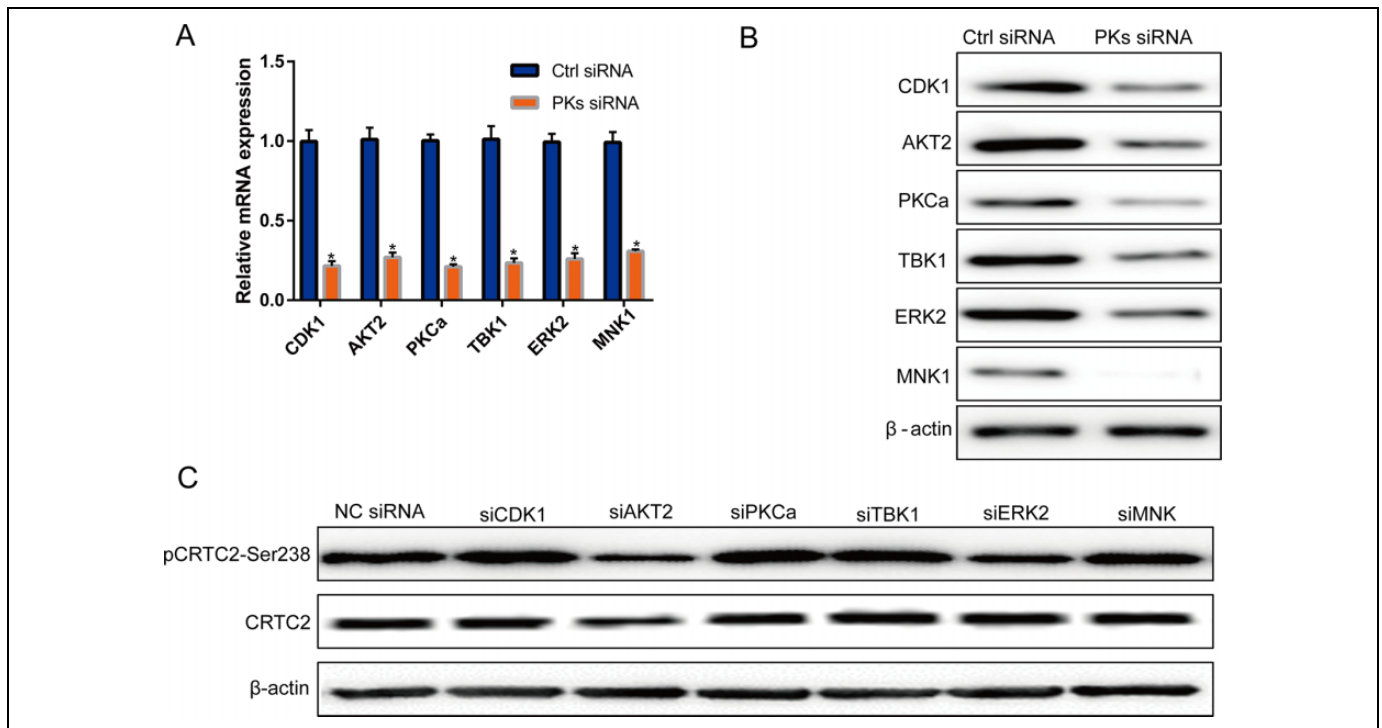 A
Relative mRNA expression
1.5
1.0
0.5
0.0
Ctrl siRNA
PKs siRNA
* * * * * *
CDK1 AKT2 PKCa TBK1 ERK2 MNK1
B
Ctrl siRNA PKs siRNA
CDK1
AKT2
PKCa
TBK1
ERK2
MNK1
β - actin
C
NC siRNA siCDK1 siAKT2 siPKCa siTBK1 siERK2 siMNK
pCRTC2-Ser238
CRTC2
β-actin